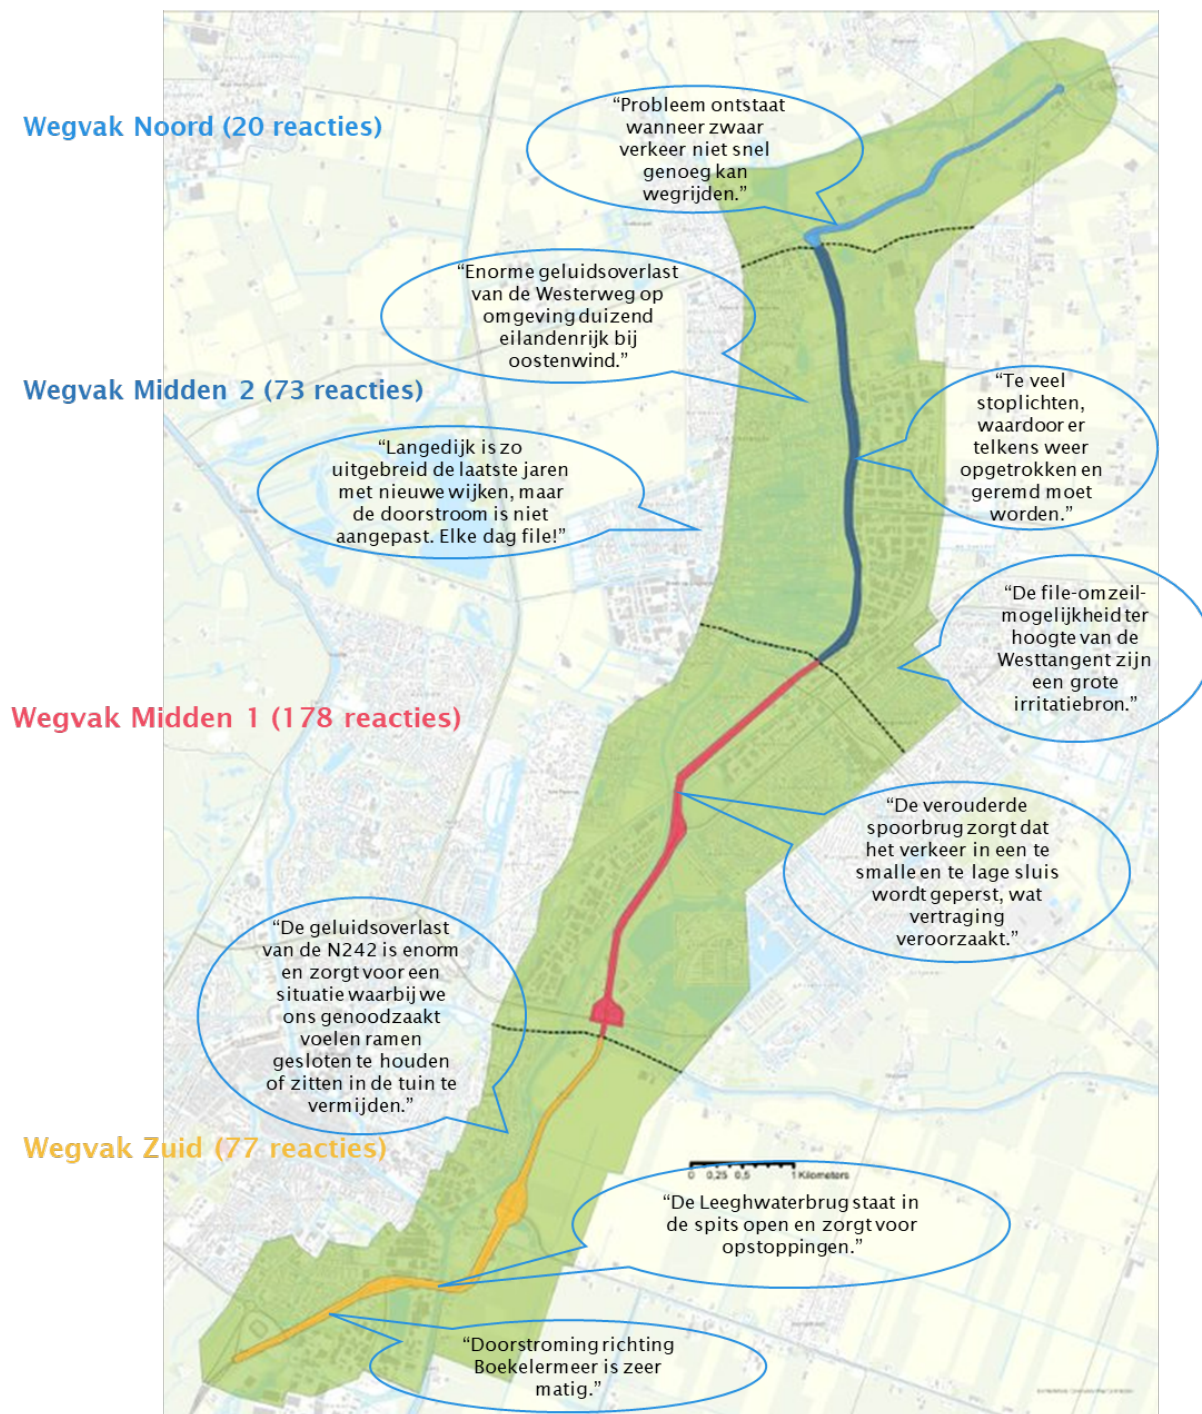 Wegvak Noord (20 reacties)
“Probleem ontstaat
wanneer zwaar
verkeer niet snel
genoeg kan
wegrijden.”
“Enorme geluidsoverlast
van de Westerweg op
omgeving duizend
eilandenrijk bij
oostenwind.”
Wegvak Midden 2 (73 reacties)
“Te veel
stoplichten,
waardoor er
telkens weer
opgetrokken en
geremd moet
worden.”
“Langedijk is zo
uitgebreid de laatste jaren
met nieuwe wijken, maar
de doorstroom is niet
aangepast. Elke dag file!”
“De file-omzeil-
mogelijkheid ter
hoogte van de
Westtangent zijn
een grote
irritatiebron.”
Wegvak Midden 1 (178 reacties)
“De verouderde
spoorbrug zorgt dat
het verkeer in een te
smalle en te lage sluis
wordt geperst, wat
vertraging
veroorzaakt.”
“De geluidsoverlast
van de N242 is enorm
en zorgt voor een
situatie waarbij we
ons genoodzaakt
voelen ramen
gesloten te houden
of zitten in de tuin te
vermijden.”
Wegvak Zuid (77 reacties)
0 0,25 0,5 1 Kilometers
“De Leeghwaterbrug staat in
de spits open en zorgt voor
opstoppingen.”
“Doorstroming richting
Boekelermeer is zeer
matig.”